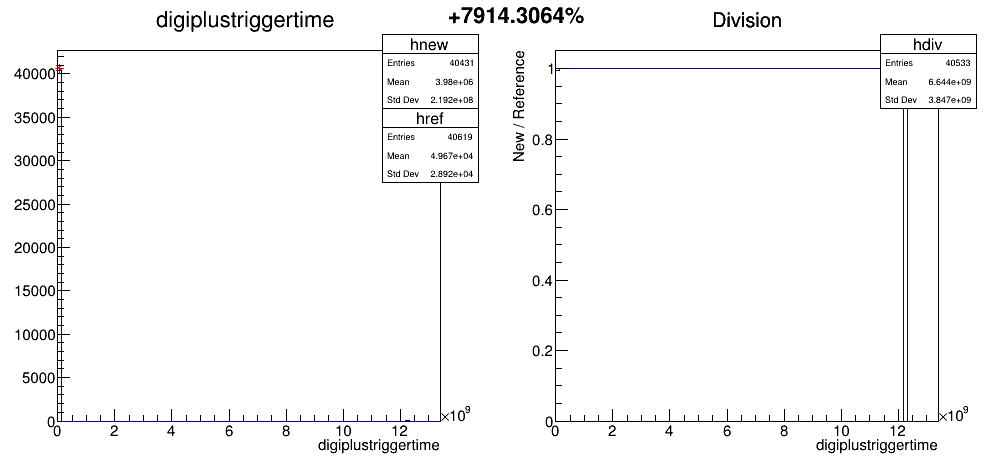 digiplustriggertime
+7914.3064%
Division
hnew
Entries 40431
Mean 3.98e+06
Std Dev 2.192e+08
href
Entries 40619
Mean 4.967e+04
Std Dev 2.892e+04
40000
35000
30000
25000
20000
15000
10000
5000
0
0 2 4 6 8 10 12 ×10⁹
digiplustriggertime
hdiv
Entries 40533
Mean 6.644e+09
Std Dev 3.847e+09
New / Reference
1
0.8
0.6
0.4
0.2
0
0 2 4 6 8 10 12 ×10⁹
digiplustriggertime